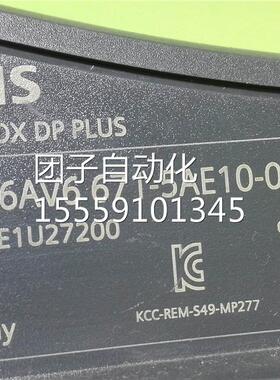 NS
OX DP PLUS
团子自动化
6AV6 671-5AE10-0
15559101345
E1U27200
KCC-REM-S49-MP277
ny